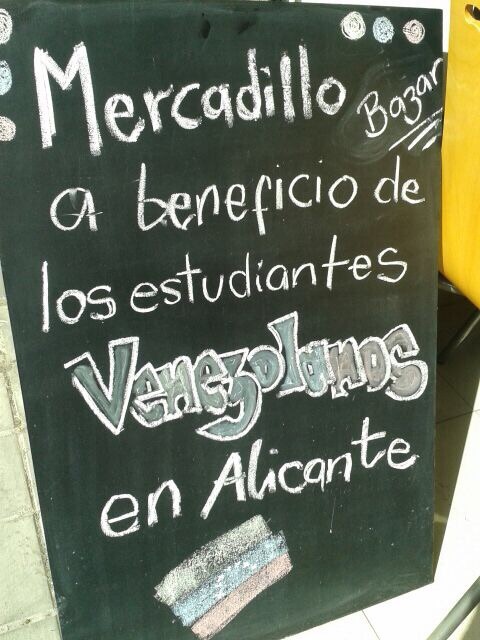 Mercadillo
Bazar
a beneficio de
los estudiantes
Venezolanos
en Alicante